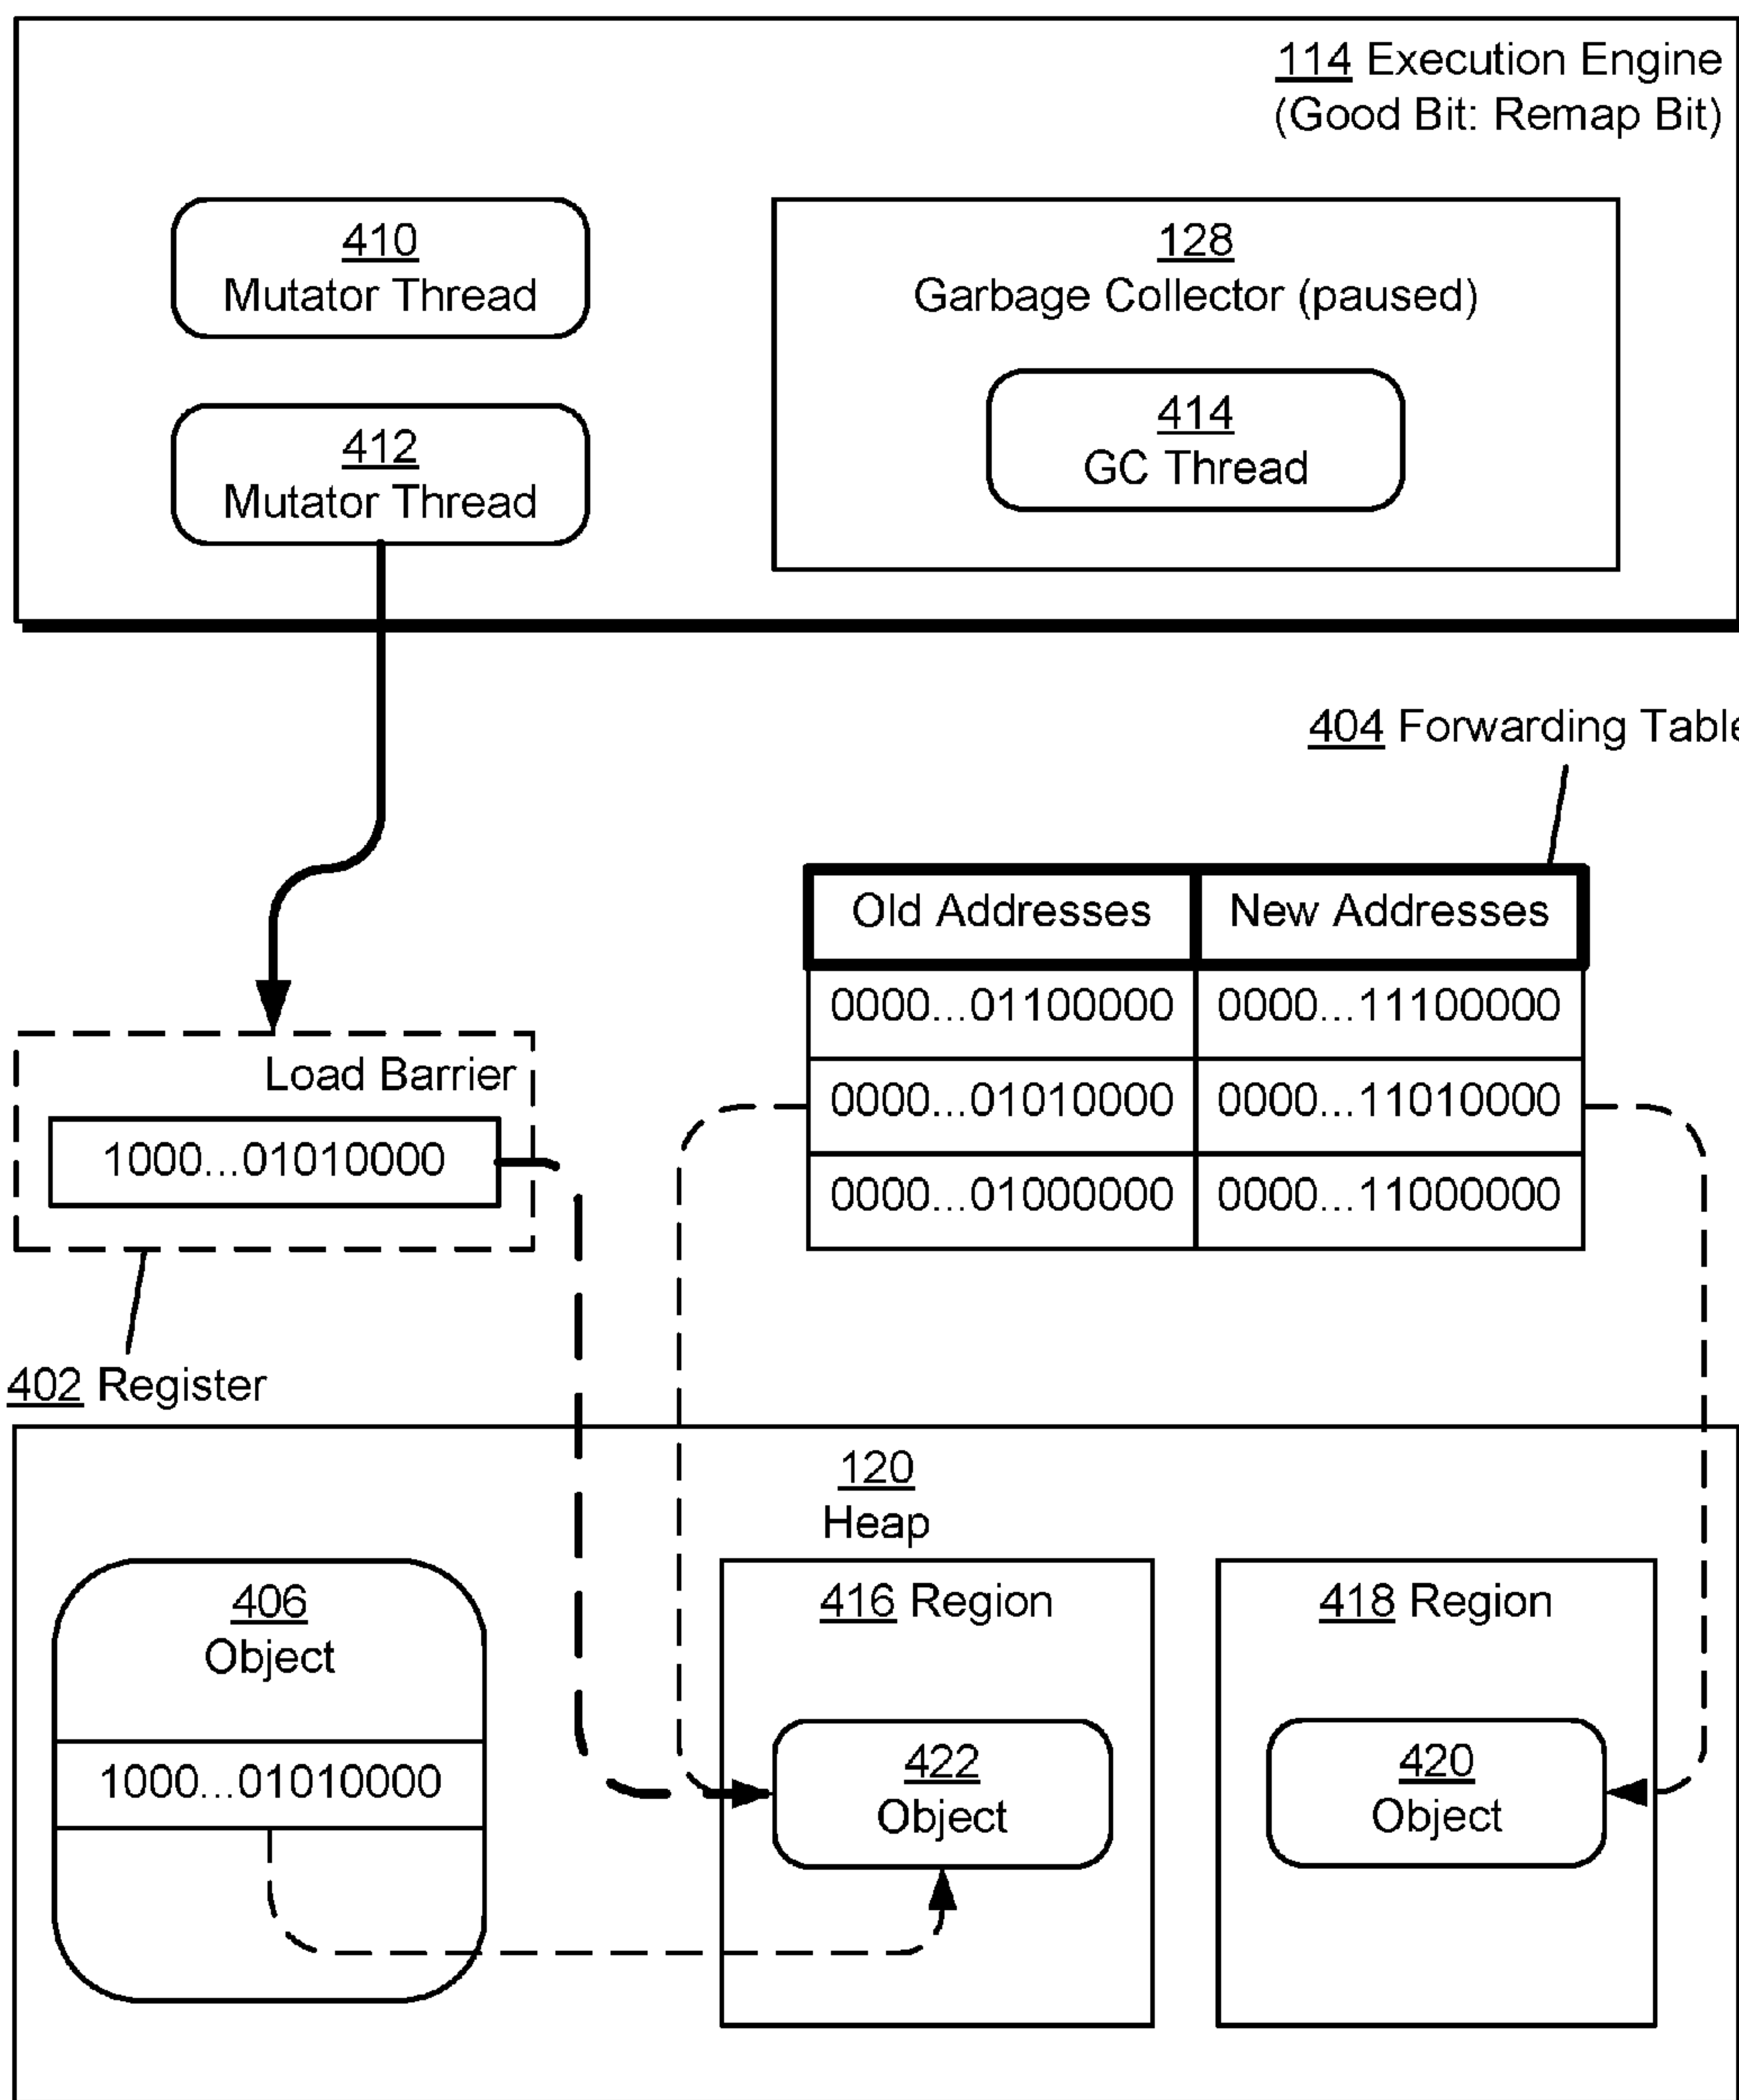 114 Execution Engine
(Good Bit: Remap Bit)
410
Mutator Thread
128
Garbage Collector (paused)
414
GC Thread
412
Mutator Thread
404 Forwarding Table
Old Addresses New Addresses
0000...01100000 0000...11100000
0000...01010000 0000...11010000
0000...01000000 0000...11000000
Load Barrier
1000...01010000
402 Register
120
Heap
406
Object
1000...01010000
416 Region
422
Object
418 Region
420
Object